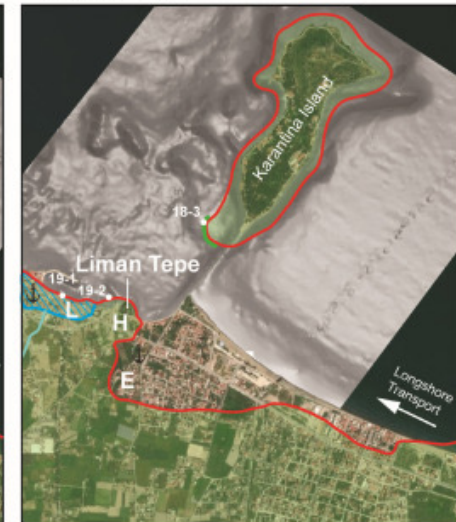 Karantina Island
18-3
Liman Tepe
19-1
19-2
L
H
E
Longshore
Transport